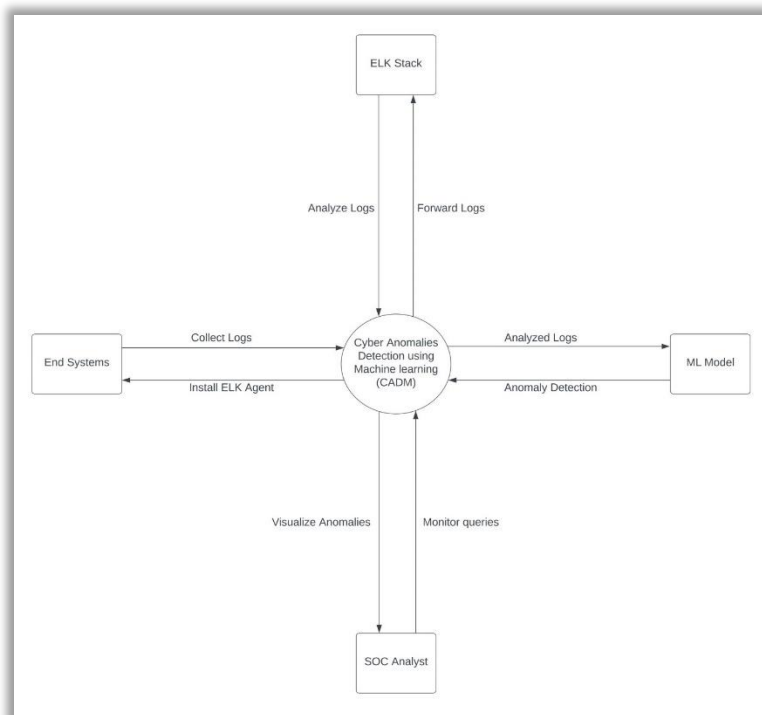 ELK Stack
Analyze Logs
Forward Logs
Collect Logs
Cyber Anomalies
Detection using
Machine learning
(CADM)
Analyzed Logs
End Systems
ML Model
Install ELK Agent
Anomaly Detection
Visualize Anomalies
Monitor queries
SOC Analyst